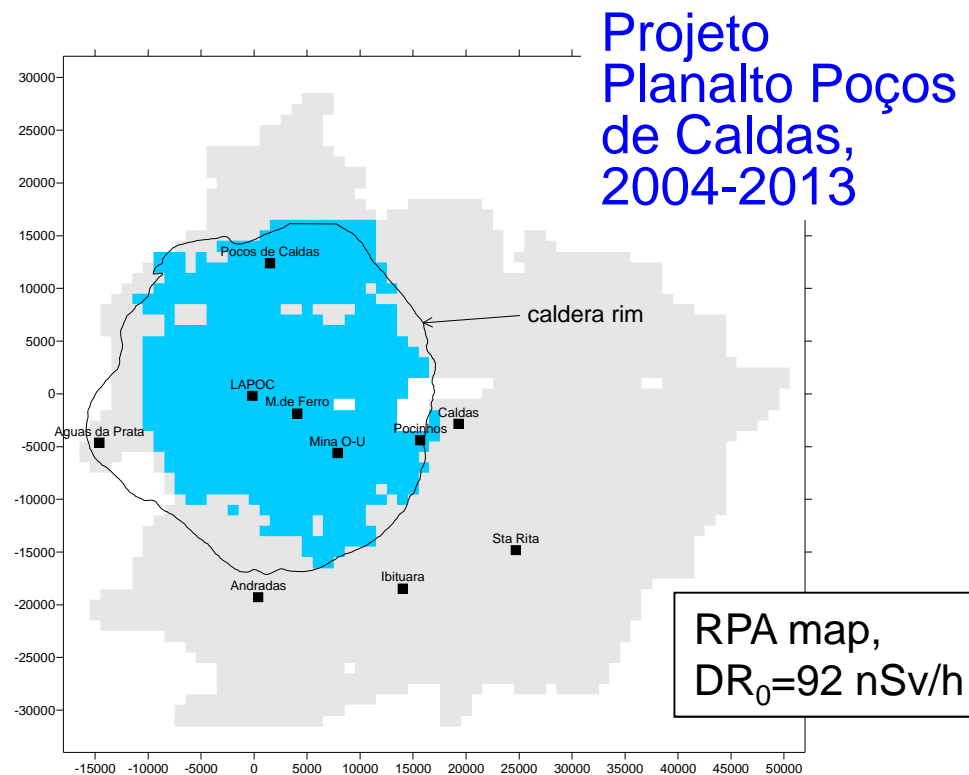 Projeto
Planalto Poços
de Caldas,
2004-2013
30000
25000
20000
15000
10000
5000
0
-5000
-10000
-15000
-20000
-25000
-30000
Pocos de Caldas
caldera rim
LAPOC
M.de Ferro
Caldas
Aguas da Prata
Pocinhos
Mina O-U
Sta Rita
Ibituara
Andradas
RPA map,
DR₀=92 nSv/h
-15000 -10000 -5000 0 5000 10000 15000 20000 25000 30000 35000 40000 45000 50000